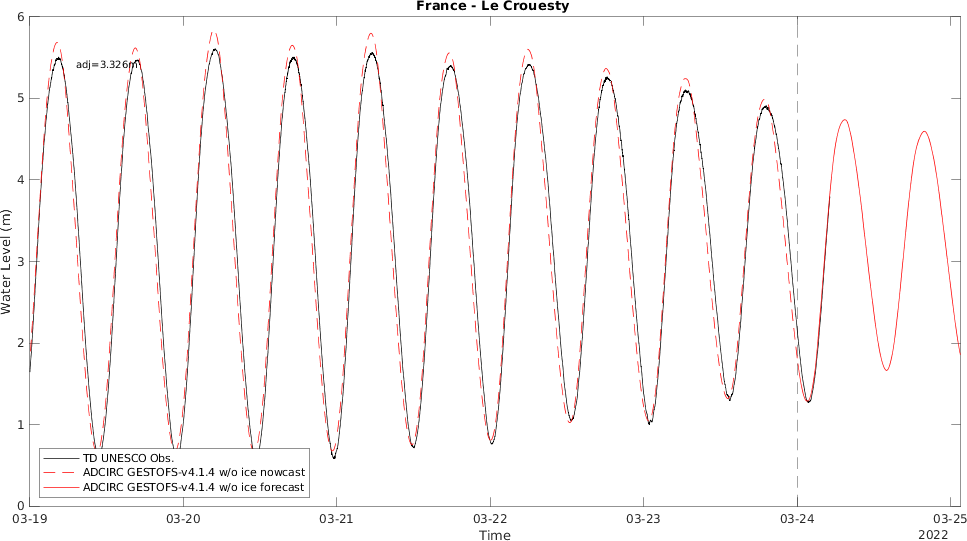 France - Le Crouesty
6
adj=3.326m
5
4
3
2
1
0
Water Level (m)
TD UNESCO Obs.
ADCIRC GESTOFS-v4.1.4 w/o ice nowcast
ADCIRC GESTOFS-v4.1.4 w/o ice forecast
03-19 03-20 03-21 03-22 03-23 03-24 03-25
Time
2022